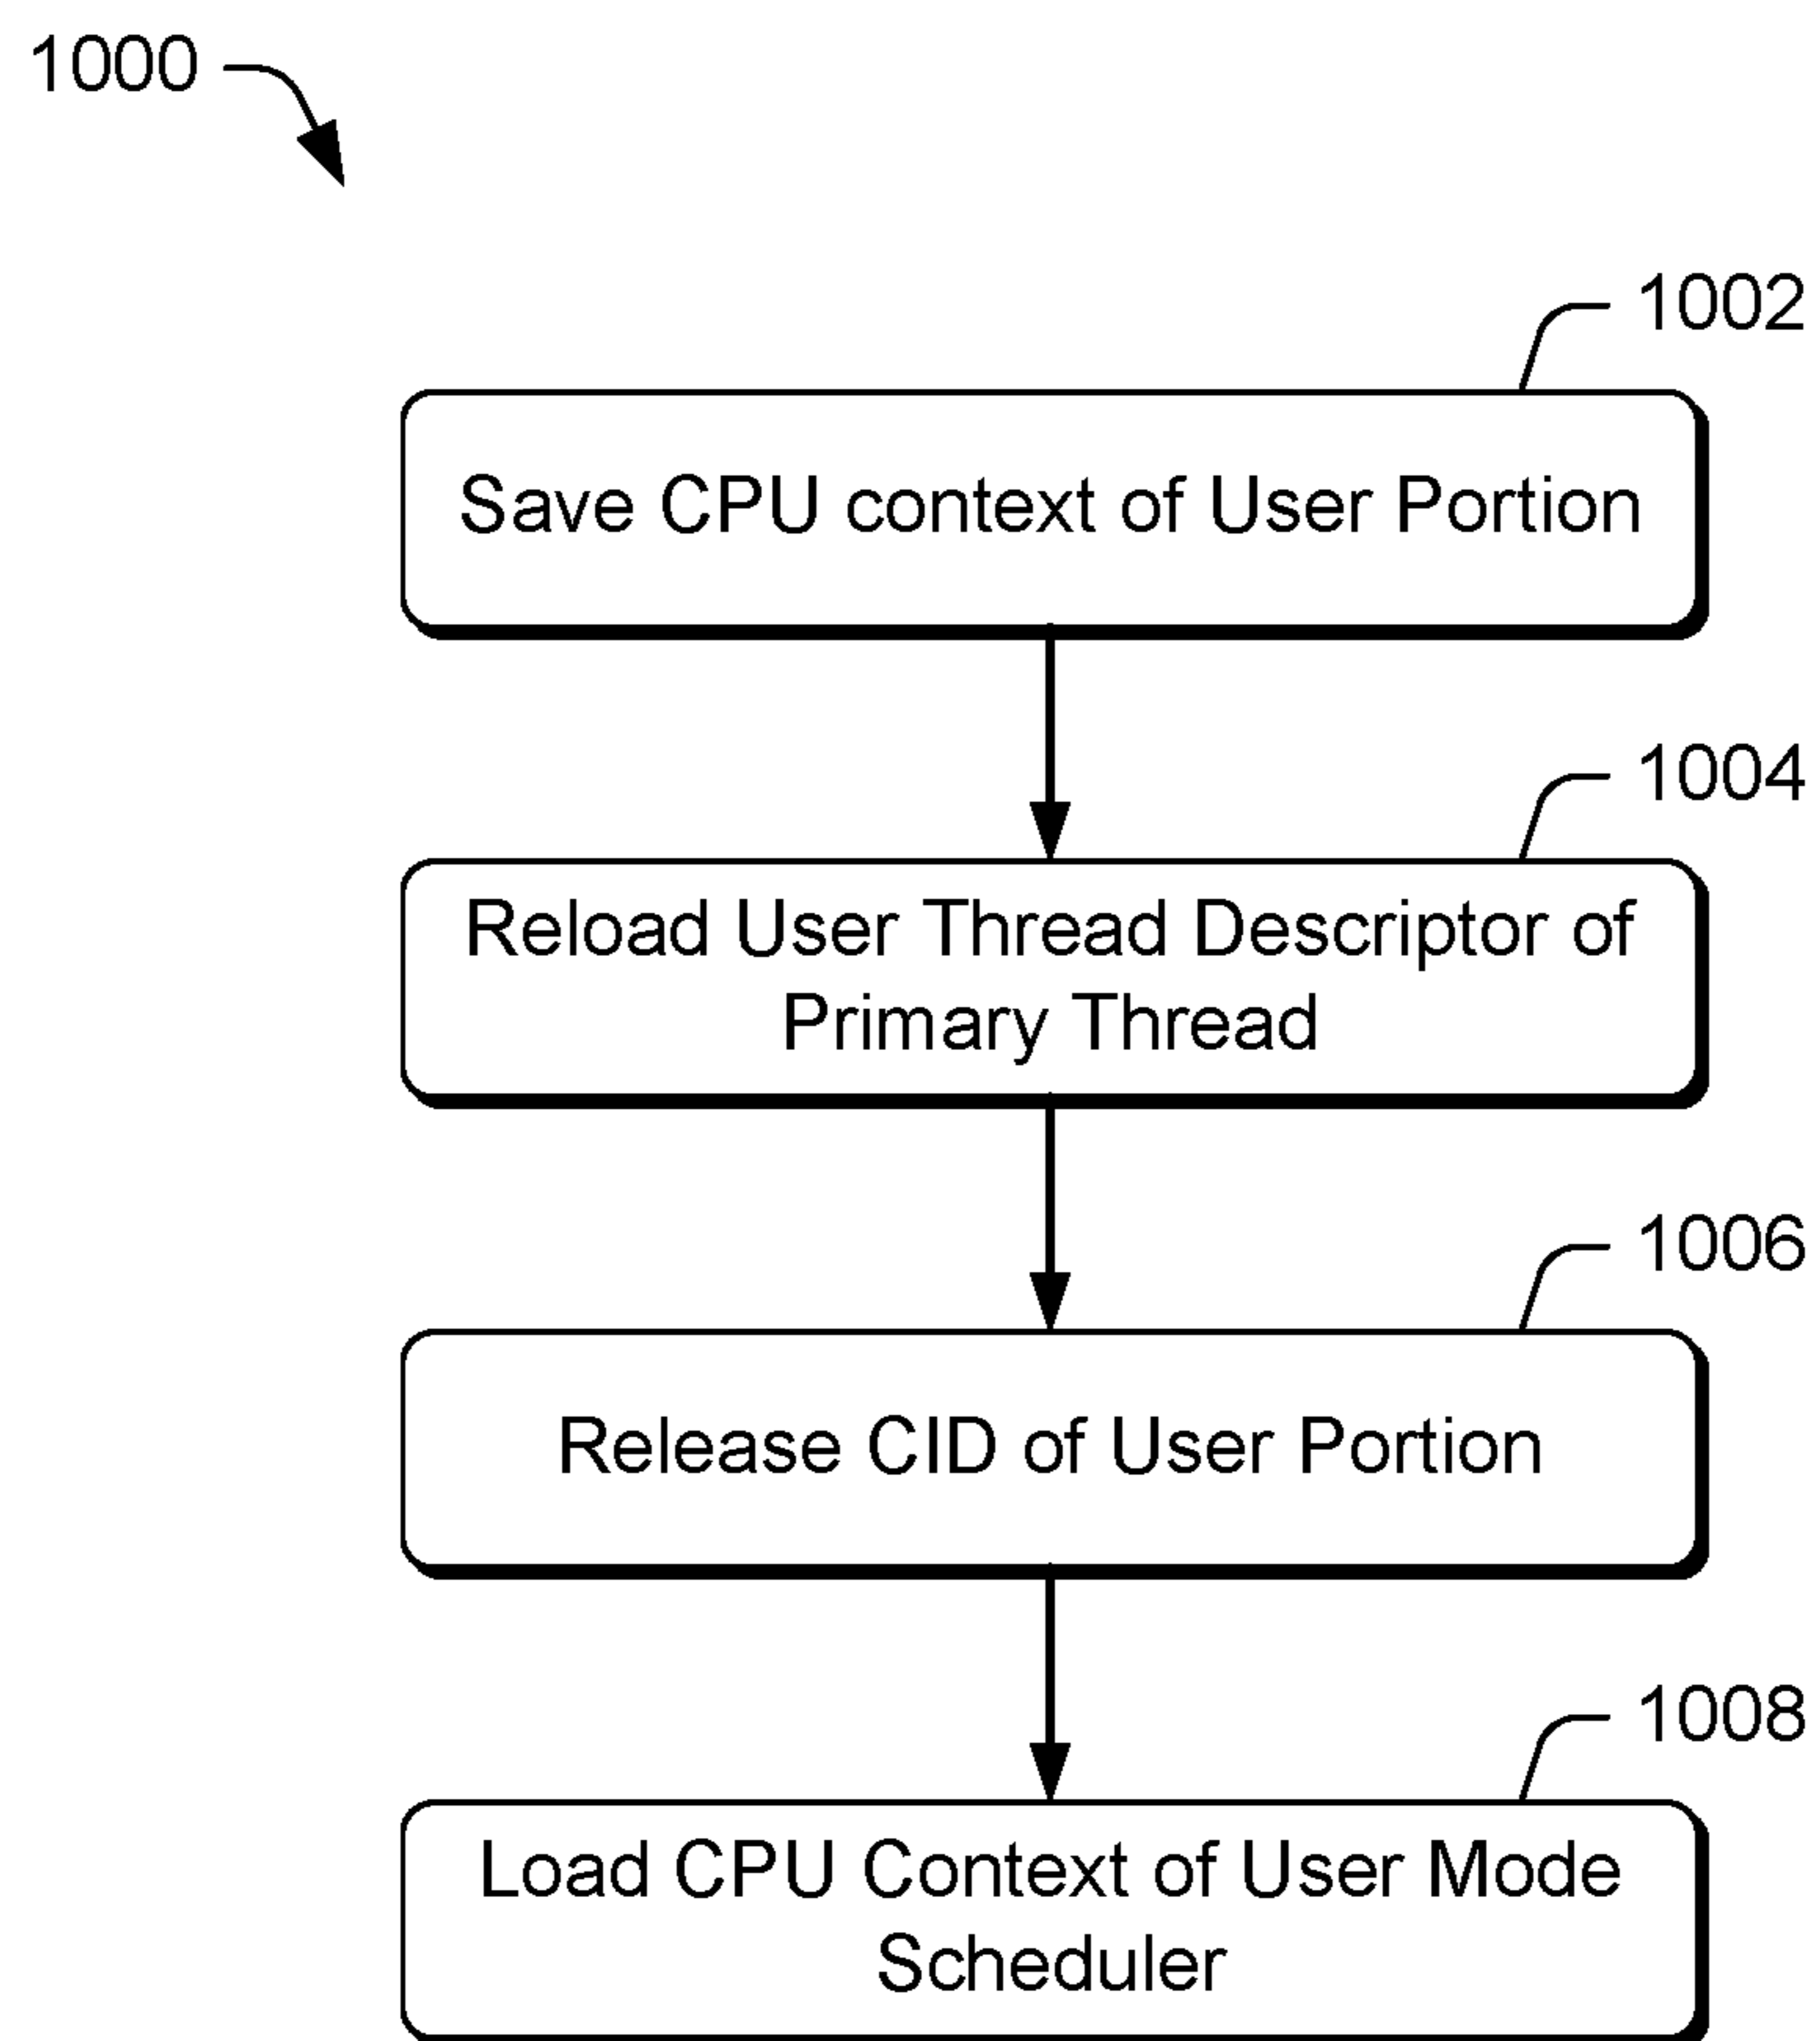 1000
1002
Save CPU context of User Portion
1004
Reload User Thread Descriptor of
Primary Thread
1006
Release CID of User Portion
1008
Load CPU Context of User Mode
Scheduler